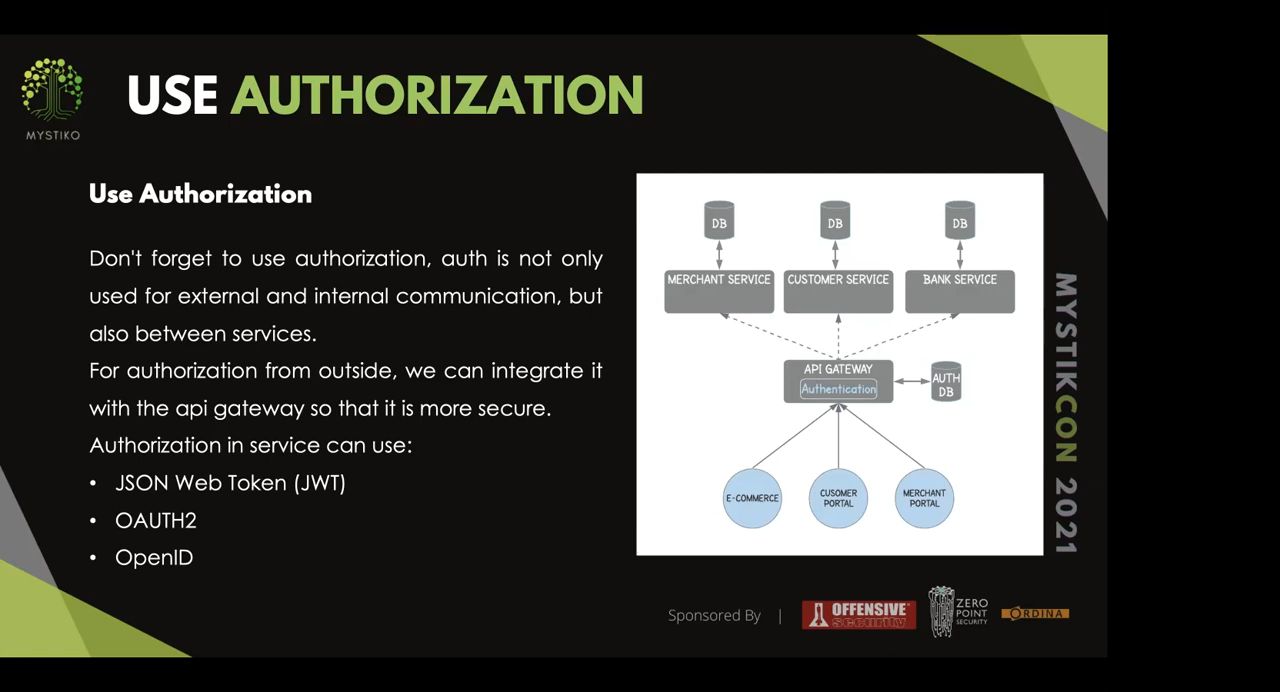 MYSTIKO
USE AUTHORIZATION
Use Authorization
Don't forget to use authorization, auth is not only
used for external and internal communication, but
also between services.
For authorization from outside, we can integrate it
with the api gateway so that it is more secure.
Authorization in service can use:
• JSON Web Token (JWT)
• OAUTH2
• OpenID
DB
DB
DB
MERCHANT SERVICE
CUSTOMER SERVICE
BANK SERVICE
API GATEWAY
Authentication
AUTH
DB
E-COMMERCE
CUSOMER
PORTAL
MERCHANT
PORTAL
MYSTIKCON 2021
Sponsored By |
OFFENSIVE
security
ZERO
POINT
SECURITY
ORDINA